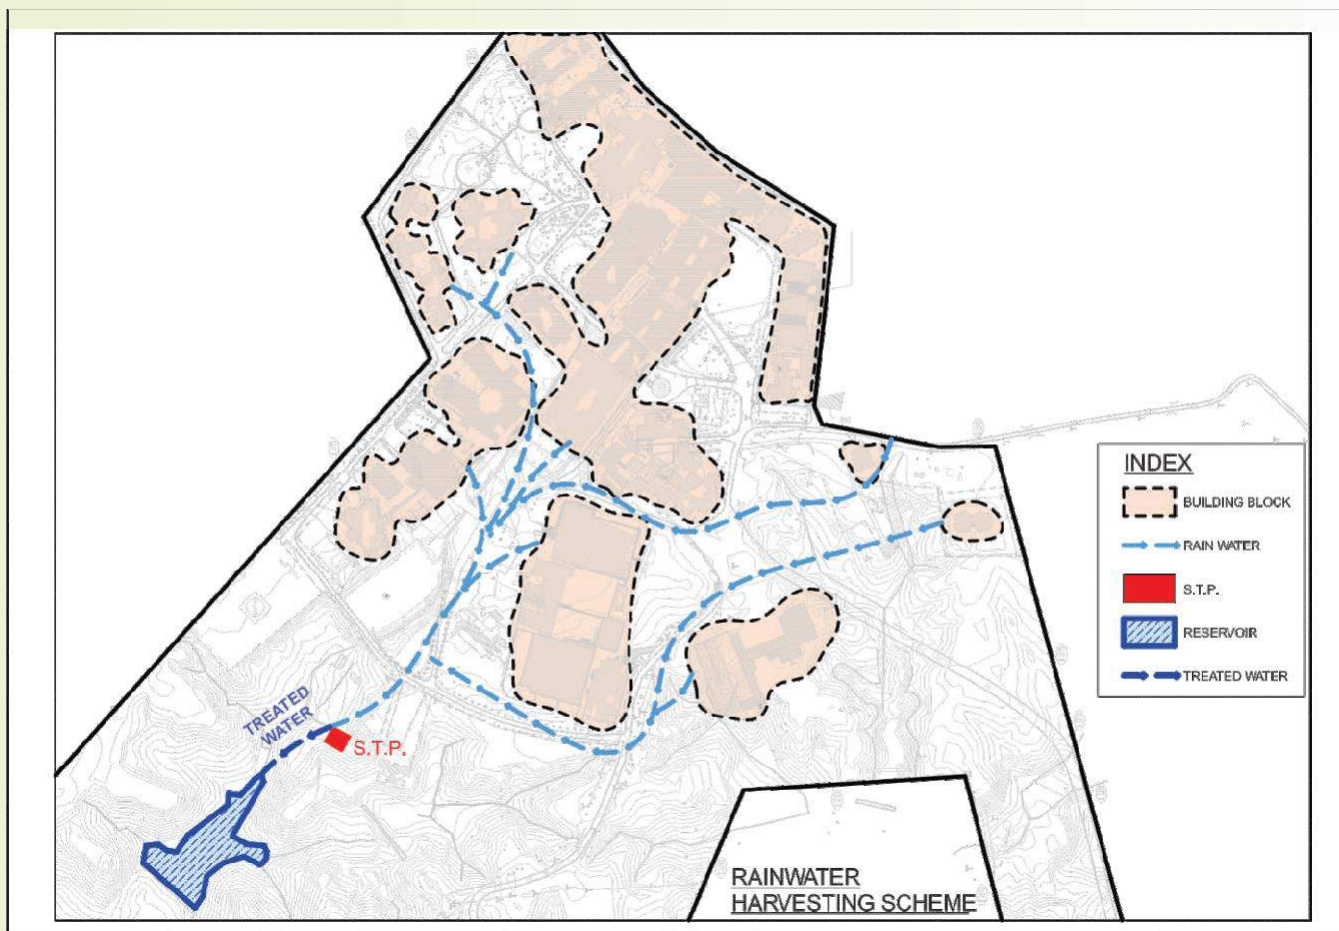 INDEX
BUILDING BLOCK
RAIN WATER
S.T.P.
RESERVOIR
TREATED WATER
TREATED
WATER
S.T.P.
RAINWATER
HARVESTING SCHEME